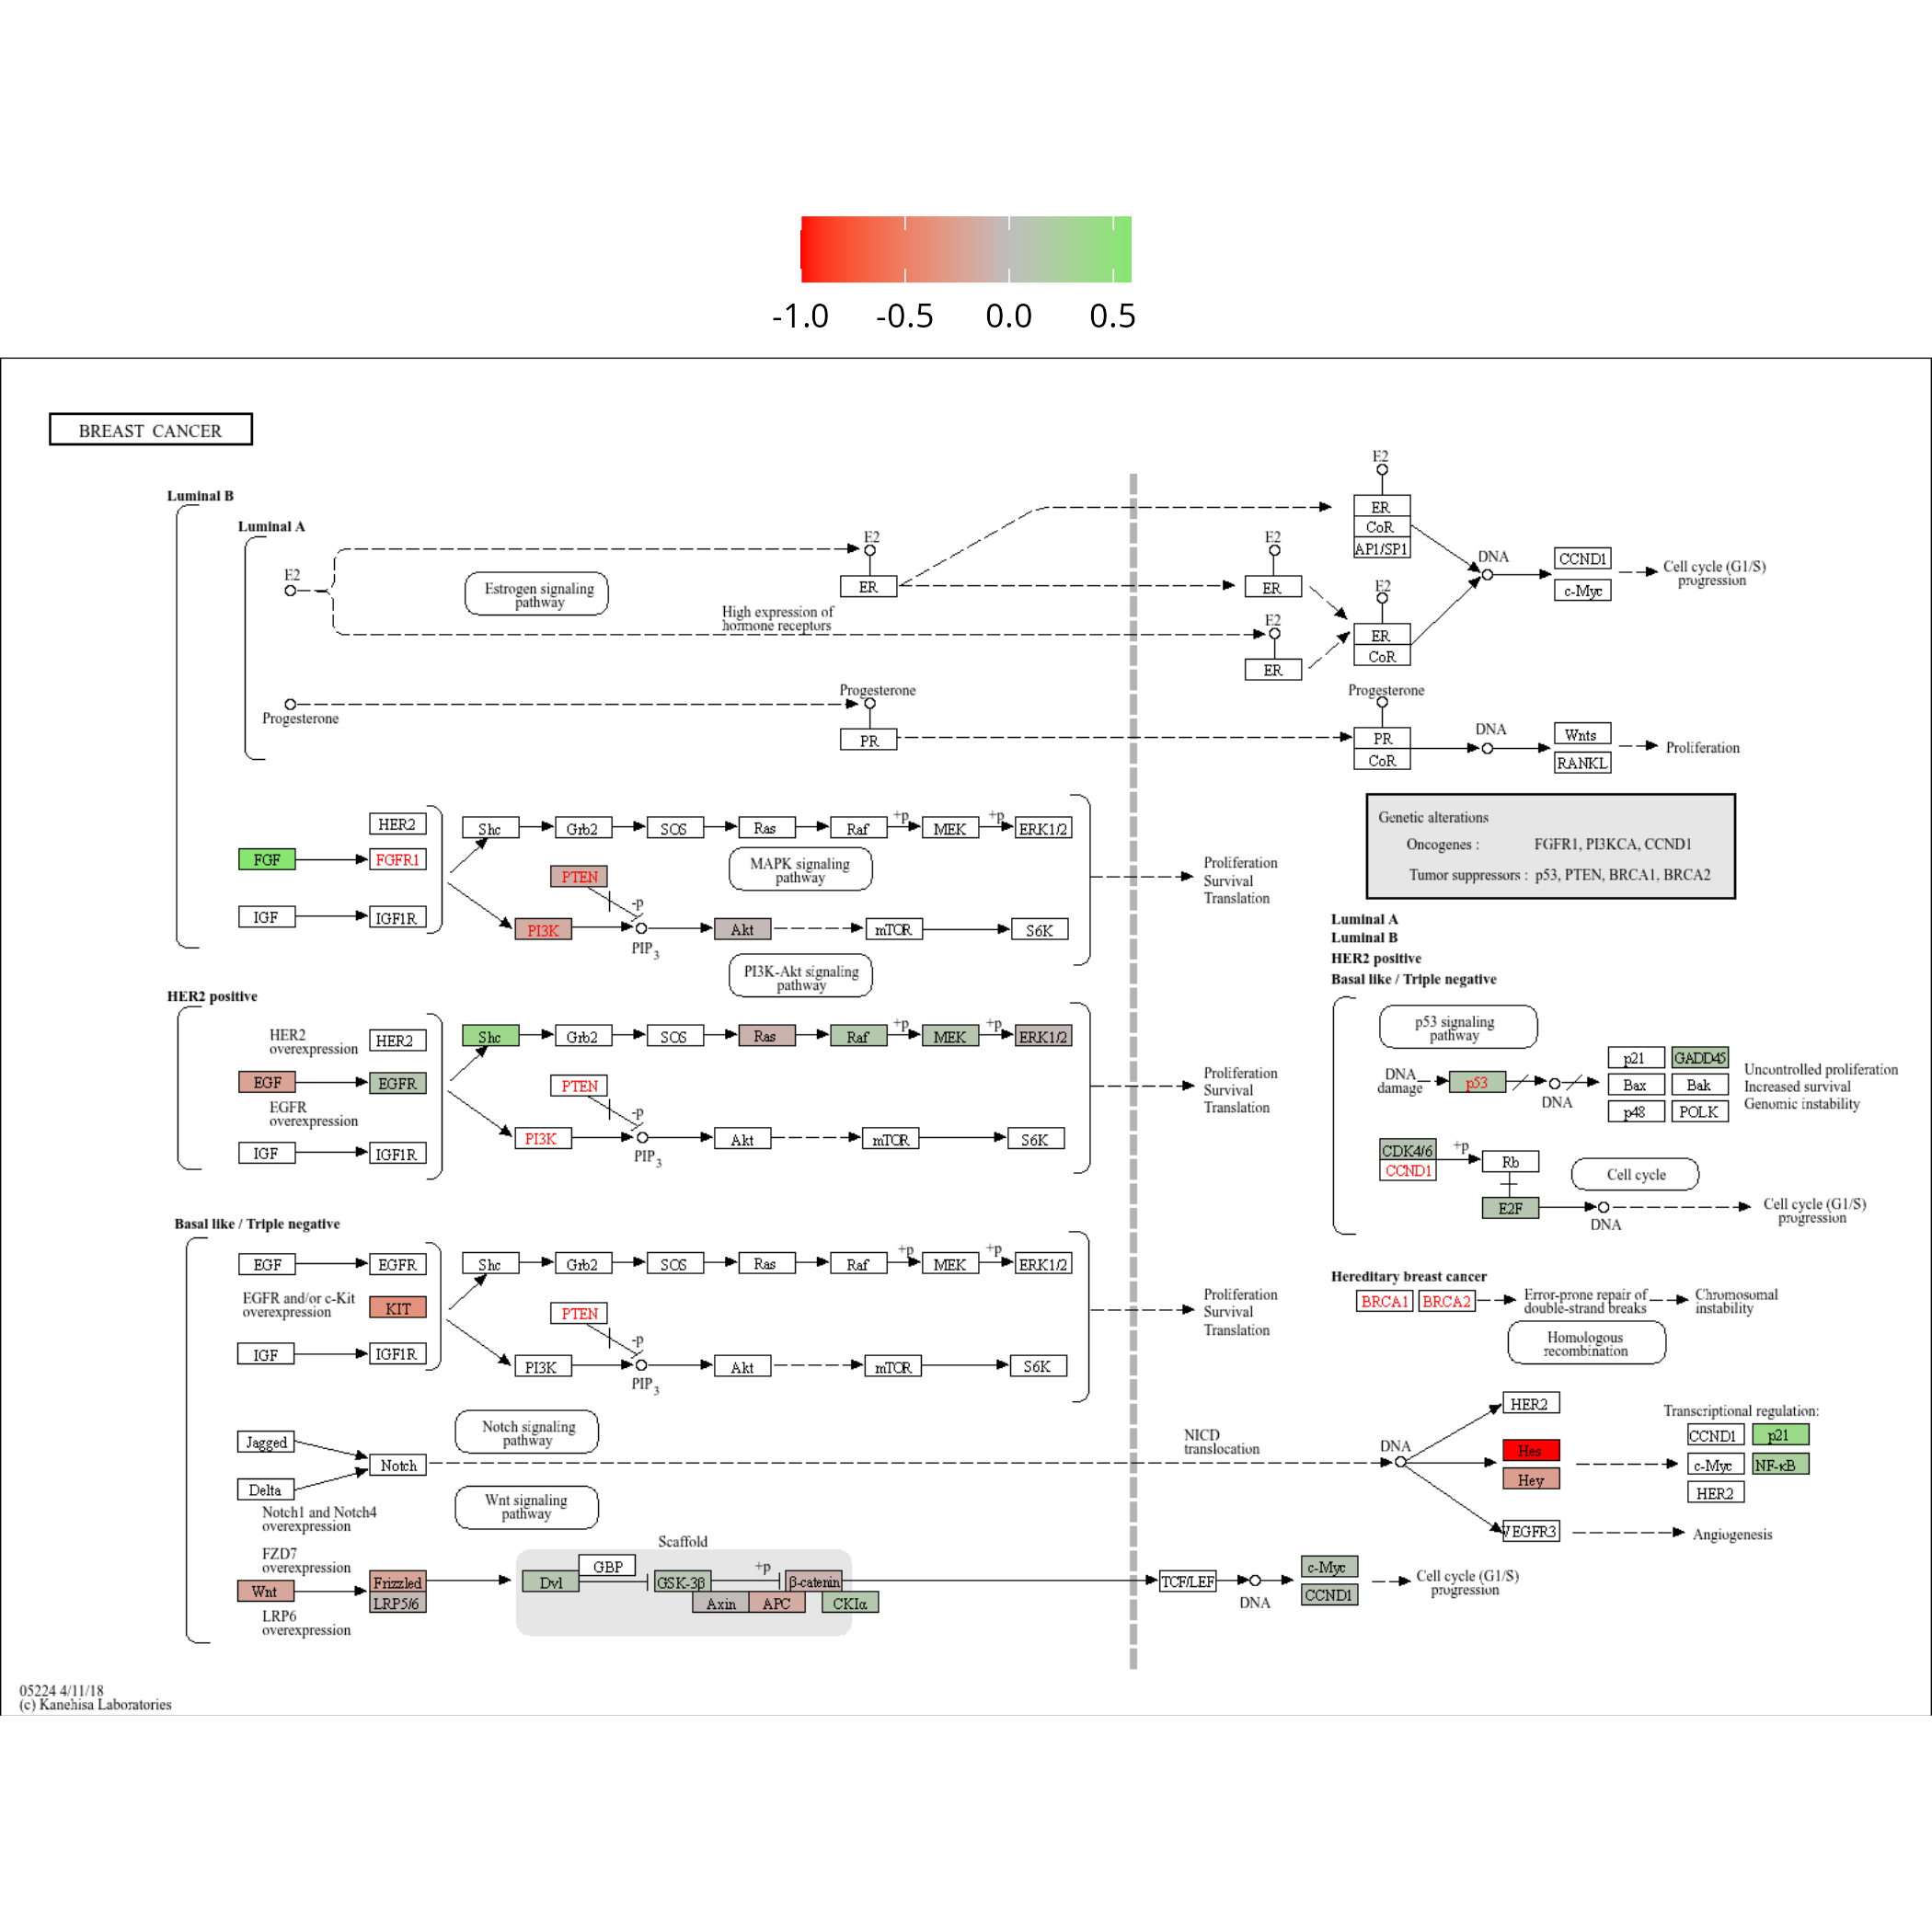 -1.0 -0.5 0.0 0.5
BREAST CANCER
Luminal B
Luminal A
E2
Estrogen signaling
pathway
High expression of
hormone receptors
E2
ER
E2
ER
E2
ER
E2
ER
CoR
AP1/SP1
E2
ER
CoR
DNA
CCND1
c-Myc
Cell cycle (G1/S)
progression
Progesterone
Progesterone
PR
Progesterone
PR
CoR
DNA
Wnts
RANKL
Proliferation
HER2
FGF
FGFR1
IGF
IGF1R
Shc
Grb2
SOS
Ras
Raf
+p
MEK
+p
ERK1/2
MAPK signaling
pathway
PTEN
-p
PI3K
PIP3
Akt
mTOR
S6K
PI3K-Akt signaling
pathway
Proliferation
Survival
Translation
Genetic alterations
Oncogenes : FGFR1, PI3KCA, CCND1
Tumor suppressors : p53, PTEN, BRCA1, BRCA2
HER2 positive
HER2
overexpression
HER2
EGF
EGFR
EGFR
overexpression
IGF
IGF1R
Shc
Grb2
SOS
Ras
Raf
+p
MEK
+p
ERK1/2
PTEN
-p
PI3K
PIP3
Akt
mTOR
S6K
Proliferation
Survival
Translation
Luminal A
Luminal B
HER2 positive
Basal like / Triple negative
p53 signaling
pathway
DNA
damage
p53
DNA
p21
GADD45
Bax
Bak
p48
POLK
Uncontrolled proliferation
Increased survival
Genomic instability
CDK4/6
CCND1
+p
Rb
E2F
Cell cycle
DNA
Cell cycle (G1/S)
progression
Basal like / Triple negative
EGF
EGFR
EGFR and/or c-Kit
overexpression
KIT
IGF
IGF1R
Shc
Grb2
SOS
Ras
Raf
+p
MEK
+p
ERK1/2
PTEN
-p
PI3K
PIP3
Akt
mTOR
S6K
Proliferation
Survival
Translation
Hereditary breast cancer
BRCA1
BRCA2
Error-prone repair of
double-strand breaks
Chromosomal
instability
Homologous
recombination
Jagged
Delta
Notch
Notch1 and Notch4
overexpression
Notch signaling
pathway
NICD
translocation
DNA
HER2
Hes
Hey
VEGFR3
Transcriptional regulation:
CCND1
p21
c-Myc
NF-κB
HER2
Angiogenesis
Wnt signaling
pathway
FZD7
overexpression
Wnt
Frizzled
LRP5/6
LRP6
overexpression
Scaffold
Dvl
GBP
GSK-3β
+p
β-catenin
Axin
APC
CKIα
TCF/LEF
DNA
c-Myc
CCND1
Cell cycle (G1/S)
progression
05224 4/11/18
(c) Kanehisa Laboratories